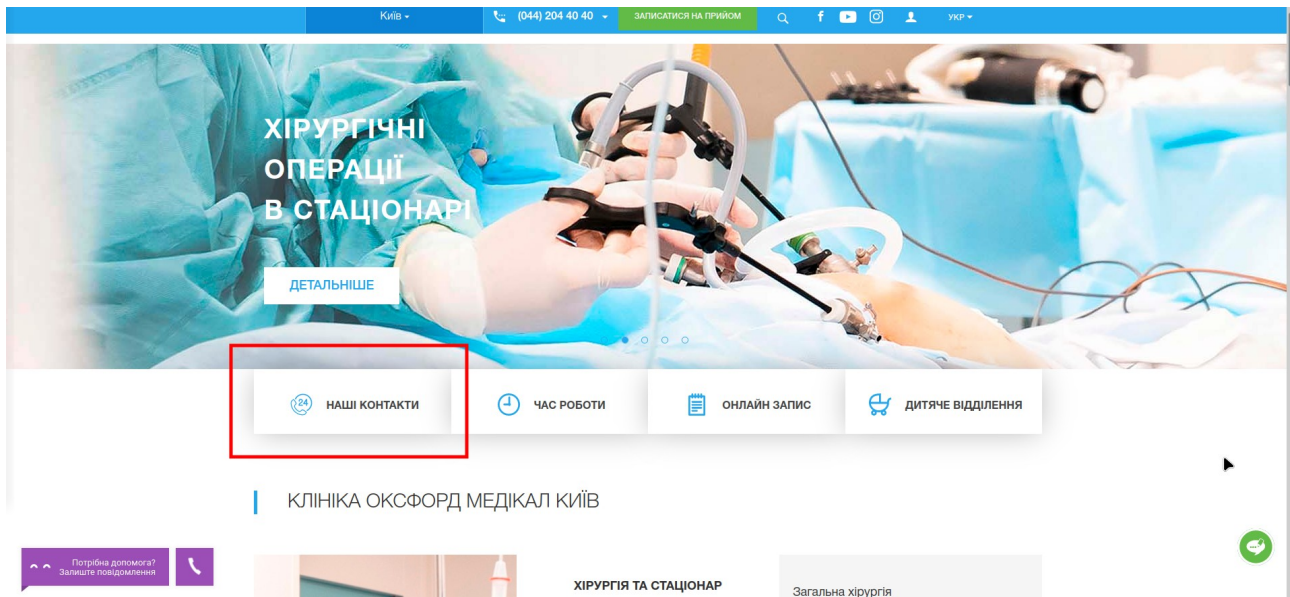 Київ
(044) 204 40 40
ЗАПИСАТИСЯ НА ПРИЙОМ
УКР
ХІРУРГІЧНІ
ОПЕРАЦІЇ
В СТАЦІОНАРІ
ДЕТАЛЬНІШЕ
24
НАШІ КОНТАКТИ
ЧАС РОБОТИ
ОНЛАЙН ЗАПИС
ДИТЯЧЕ ВІДДІЛЕННЯ
КЛІНІКА ОКСФОРД МЕДІКАЛ КИЇВ
Потрібна допомога?
Залиште повідомлення
ХІРУРГІЯ ТА СТАЦІОНАР
Загальна хірургія